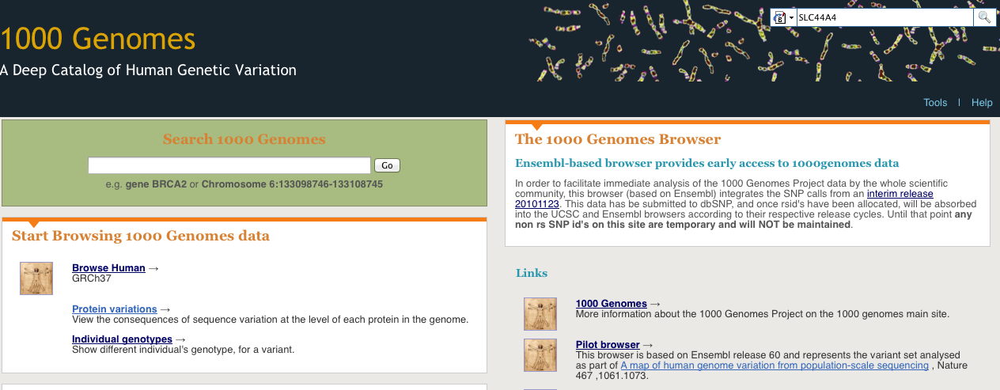 1000 Genomes
A Deep Catalog of Human Genetic Variation
SLC44A4
Tools | Help
Search 1000 Genomes
Go
e.g. gene BRCA2 or Chromosome 6:133098746-133108745
Start Browsing 1000 Genomes data
Browse Human →
GRCh37
Protein variations →
View the consequences of sequence variation at the level of each protein in the genome.
Individual genotypes →
Show different individual's genotype, for a variant.
The 1000 Genomes Browser
Ensembl-based browser provides early access to 1000genomes data
In order to facilitate immediate analysis of the 1000 Genomes Project data by the whole scientific
community, this browser (based on Ensembl) integrates the SNP calls from an interim release
20101123. This data has be submitted to dbSNP, and once rsid's have been allocated, will be absorbed
into the UCSC and Ensembl browsers according to their respective release cycles. Until that point any
non rs SNP id's on this site are temporary and will NOT be maintained.
Links
1000 Genomes →
More information about the 1000 Genomes Project on the 1000 genomes main site.
Pilot browser →
This browser is based on Ensembl release 60 and represents the variant set analysed
as part of A map of human genome variation from population-scale sequencing , Nature
467 ,1061.1073.